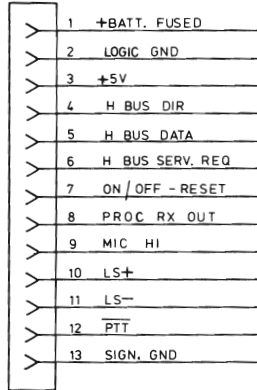 1 +BATT. FUSED
2 LOGIC GND
3 +5V
4 H BUS DIR
5 H BUS DATA
6 H BUS SERV. REQ
7 ON/OFF - RESET
8 PROC RX OUT
9 MIC HI
10 LS+
11 LS-
12 P̅T̅T̅
13 SIGN. GND